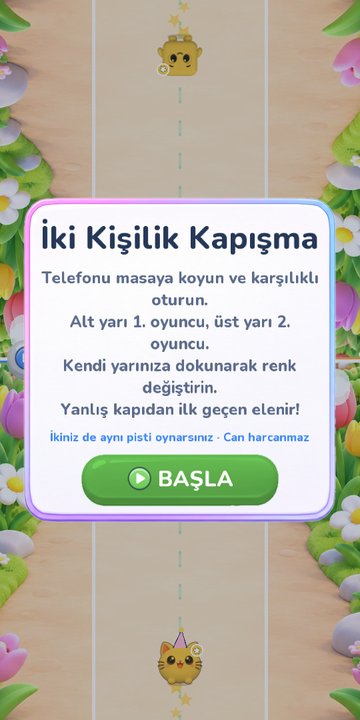 İki Kişilik Kapışma
Telefonu masaya koyun ve karşılıklı
oturun.
Alt yarı 1. oyuncu, üst yarı 2.
oyuncu.
Kendi yarınıza dokunarak renk
değiştirin.
Yanlış kapıdan ilk geçen elenir!
İkiniz de aynı pisti oynarsınız · Can harcanmaz
BAŞLA